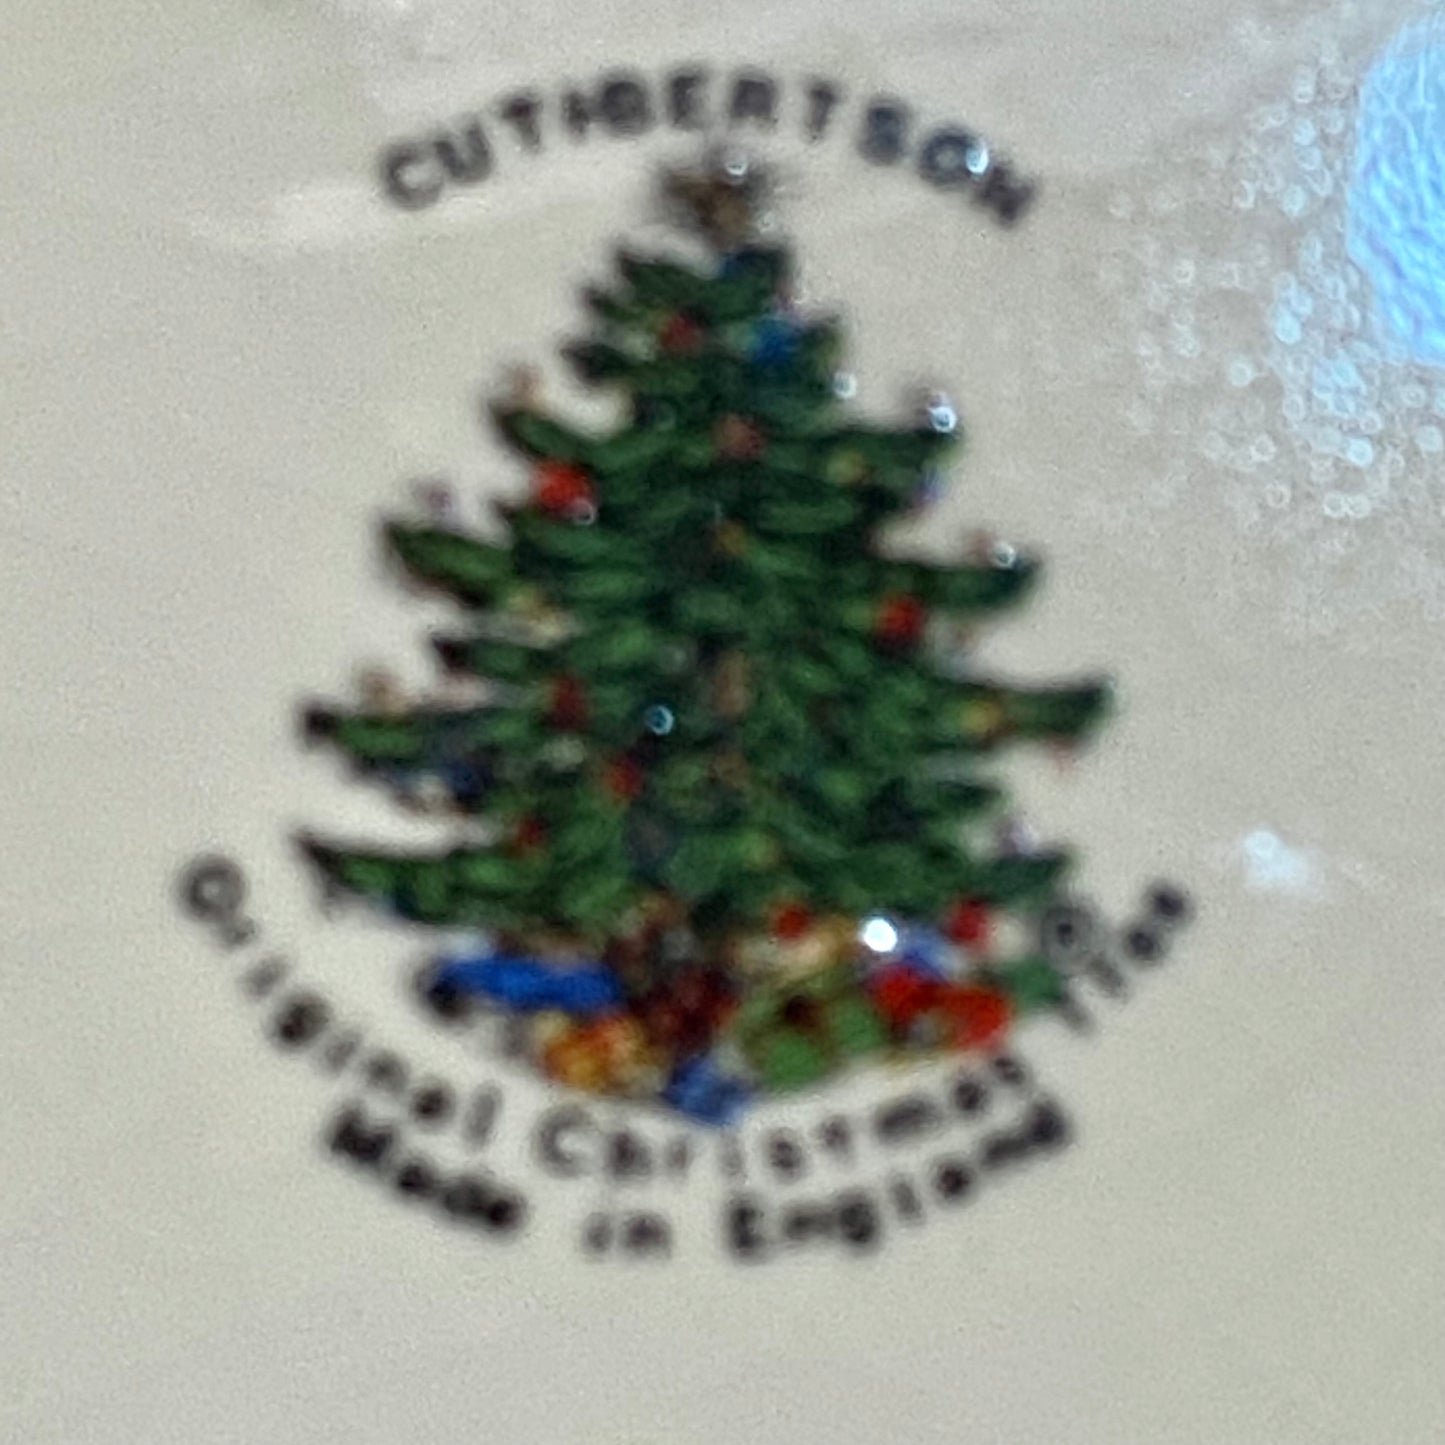 CUTHBERTSON
®
Original Christmas Tree
Made in England